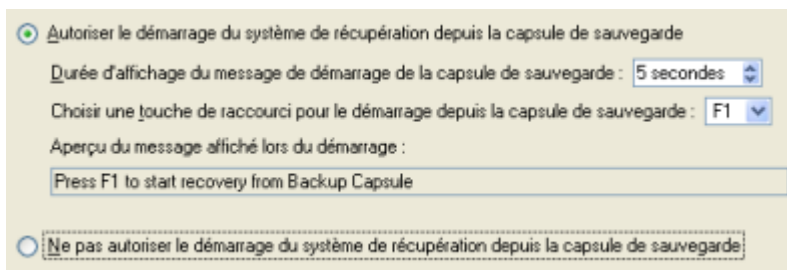 Autoriser le démarrage du système de récupération depuis la capsule de sauvegarde
Durée d'affichage du message de démarrage de la capsule de sauvegarde : 5 secondes
Choisir une touche de raccourci pour le démarrage depuis la capsule de sauvegarde : F1
Aperçu du message affiché lors du démarrage :
Press F1 to start recovery from Backup Capsule
Ne pas autoriser le démarrage du système de récupération depuis la capsule de sauvegarde